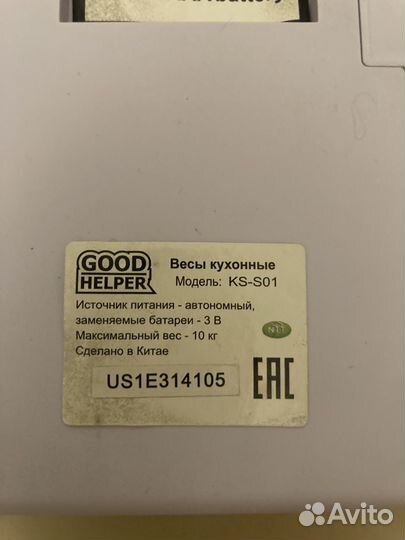 battery
GOOD
HELPER
Весы кухонные
Модель: KS-S01
Источник питания - автономный,
заменяемые батареи - 3 В
Максимальный вес - 10 кг
Сделано в Китае
US1E314105
EAC
Avito